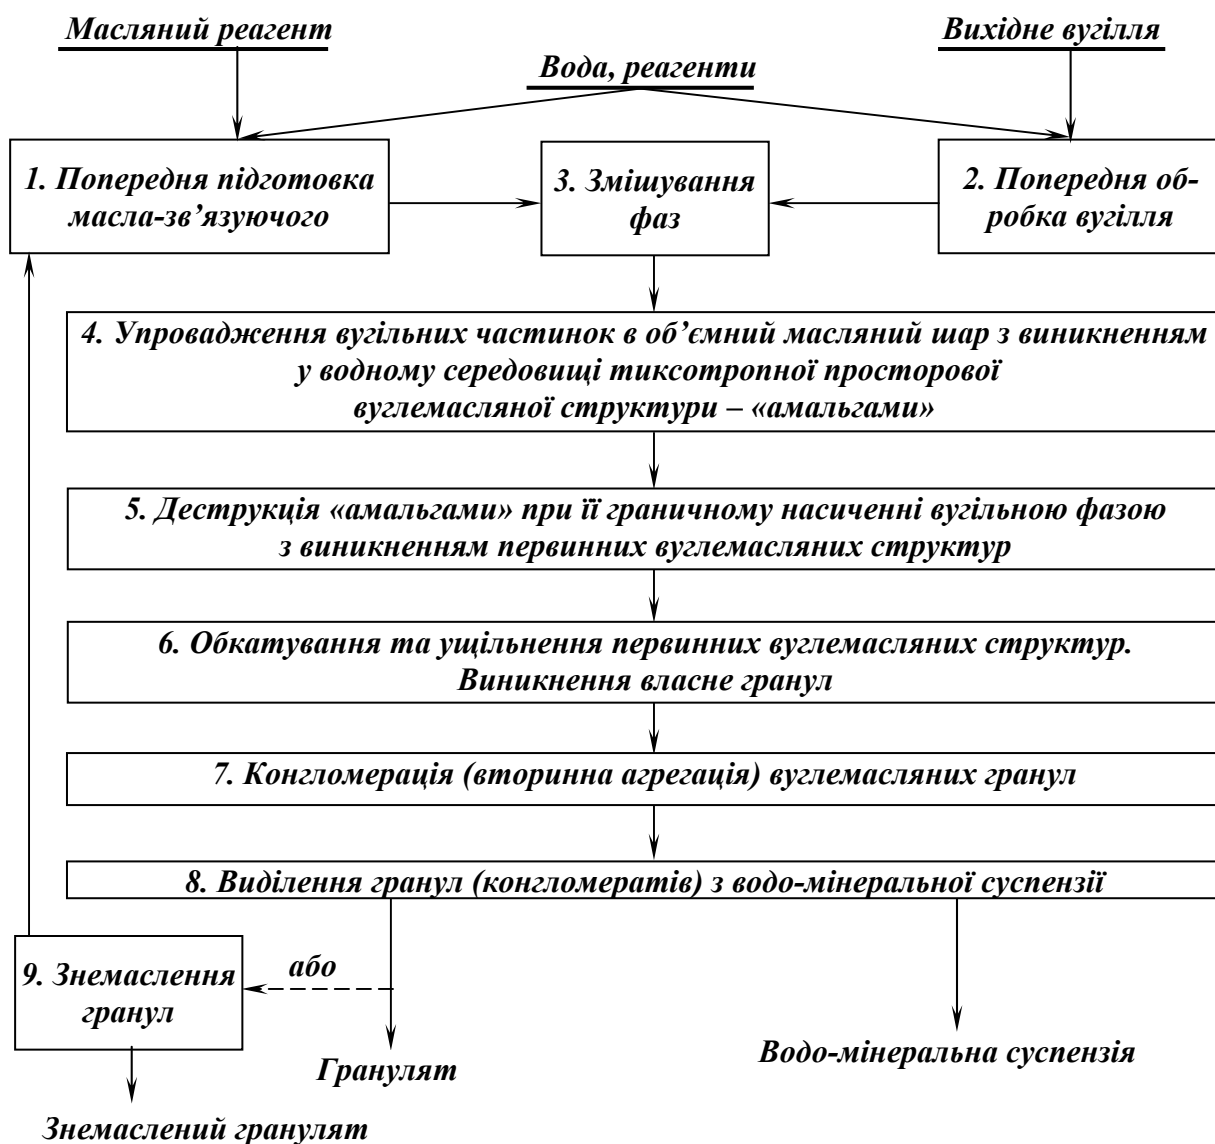 Масляний реагент
Вихідне вугілля
Вода, реагенти
1. Попередня підготовка
масла-зв’язуючого
3. Змішування
фаз
2. Попередня об-
робка вугілля
4. Упровадження вугільних частинок в об’ємний масляний шар з виникненням
у водному середовищі тиксотропної просторової
вуглемасляної структури – «амальгами»
5. Деструкція «амальгами» при її граничному насиченні вугільною фазою
з виникненням первинних вуглемасляних структур
6. Обкатування та ущільнення первинних вуглемасляних структур.
Виникнення власне гранул
7. Конгломерація (вторинна агрегація) вуглемасляних гранул
8. Виділення гранул (конгломератів) з водо-мінеральної суспензії
9. Знемаслення
гранул
або
Гранулят
Водо-мінеральна суспензія
Знемаслений гранулят